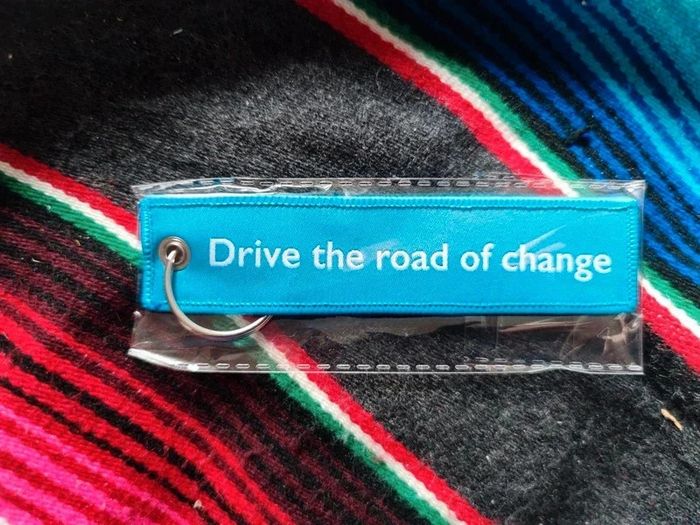 Drive the road of change